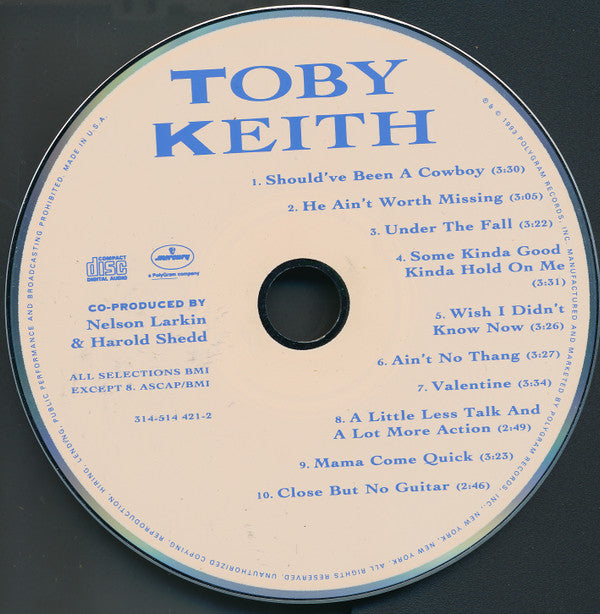 TOBY
KEITH
1. Should've Been A Cowboy (3:30)
2. He Ain't Worth Missing (3:05)
3. Under The Fall (3:22)
4. Some Kinda Good
Kinda Hold On Me
(3:31)
5. Wish I Didn't
Know Now (3:26)
6. Ain't No Thang (3:27)
7. Valentine (3:34)
8. A Little Less Talk And
A Lot More Action (2:49)
9. Mama Come Quick (3:23)
10. Close But No Guitar (2:46)
COMPACT
disc
DIGITAL AUDIO
mercury
a PolyGram company
CO-PRODUCED BY
Nelson Larkin
& Harold Shedd
ALL SELECTIONS BMI
EXCEPT 8. ASCAP/BMI
314-514 421-2
℗ & © 1993 POLYGRAM RECORDS, INC. MANUFACTURED AND MARKETED BY POLYGRAM RECORDS, INC., NEW YORK, NEW YORK. ALL RIGHTS RESERVED. UNAUTHORIZED COPYING, REPRODUCTION, HIRING, LENDING, PUBLIC PERFORMANCE AND BROADCASTING PROHIBITED. MADE IN U.S.A.